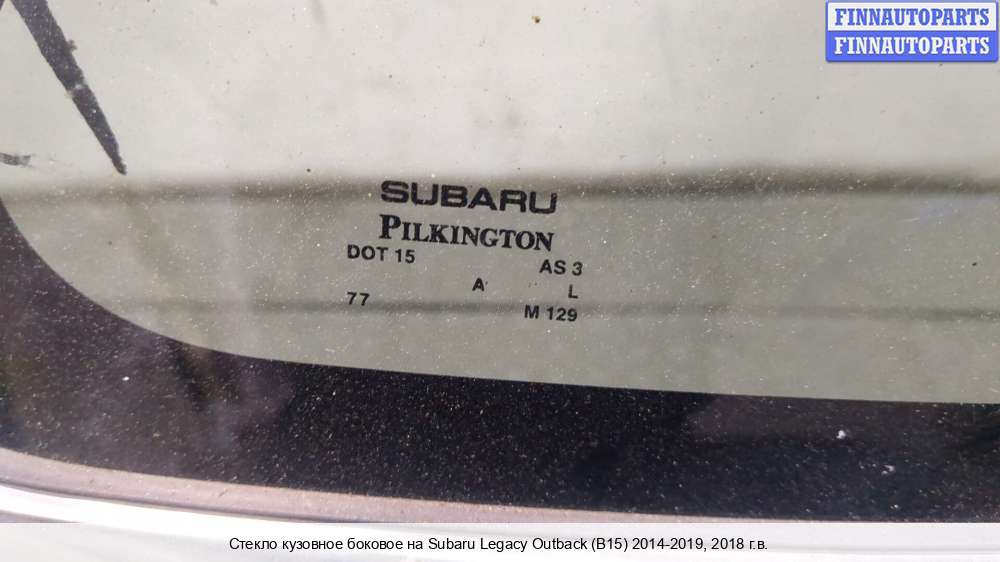 FINNAUTOPARTS
FINNAUTOPARTS
SUBARU
PILKINGTON
DOT 15 AS 3
A L
77 M 129
Стекло кузовное боковое на Subaru Legacy Outback (B15) 2014-2019, 2018 г.в.